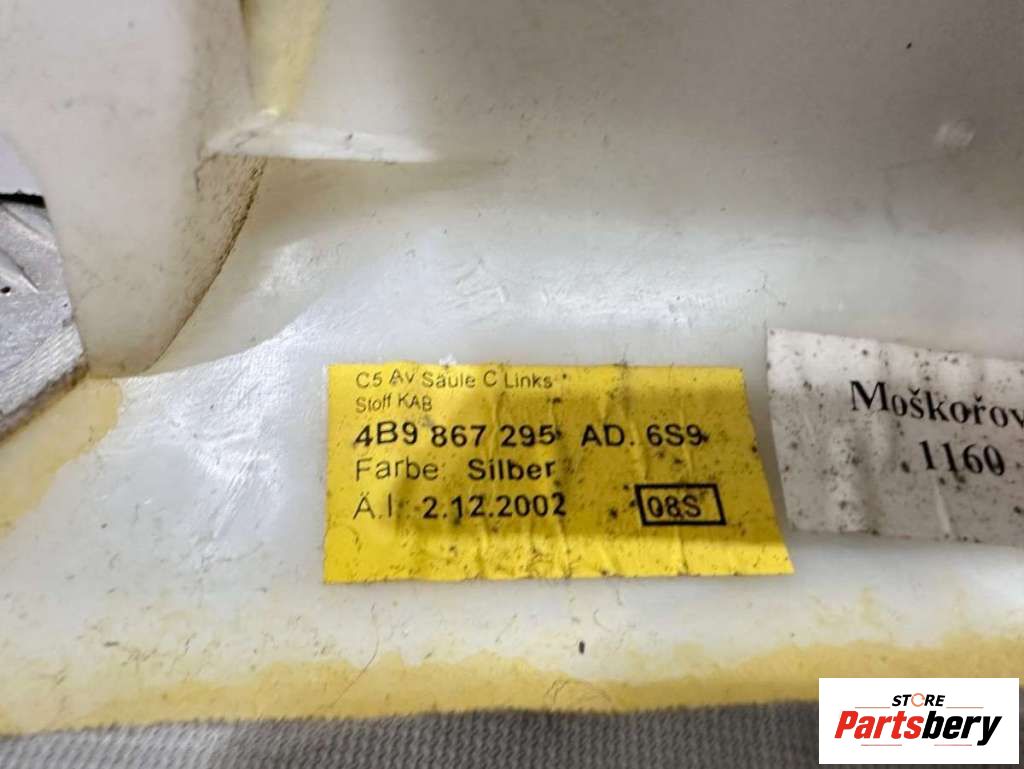 C5 Av Säule C Links
Stoff KAB
4B9 867 295 AD. 6S9
Farbe: Silber
Ä.I: 2.12.2002 08S
Moškořov
1160
STORE
Partsbery